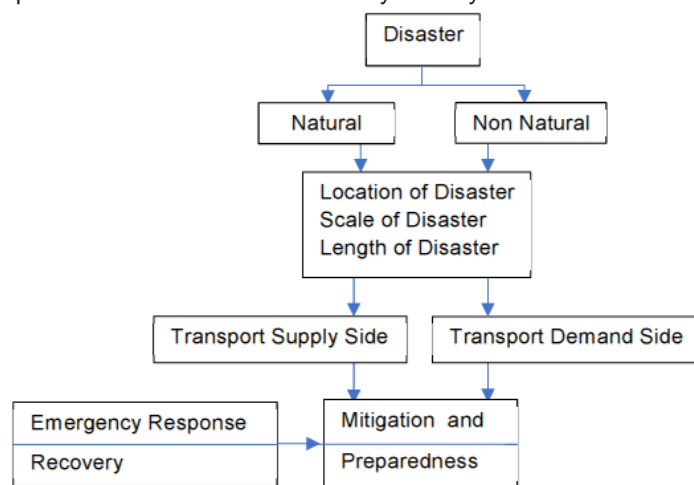 Disaster
Natural
Non Natural
Location of Disaster
Scale of Disaster
Length of Disaster
Transport Supply Side
Transport Demand Side
Emergency Response
Recovery
Mitigation and
Preparedness